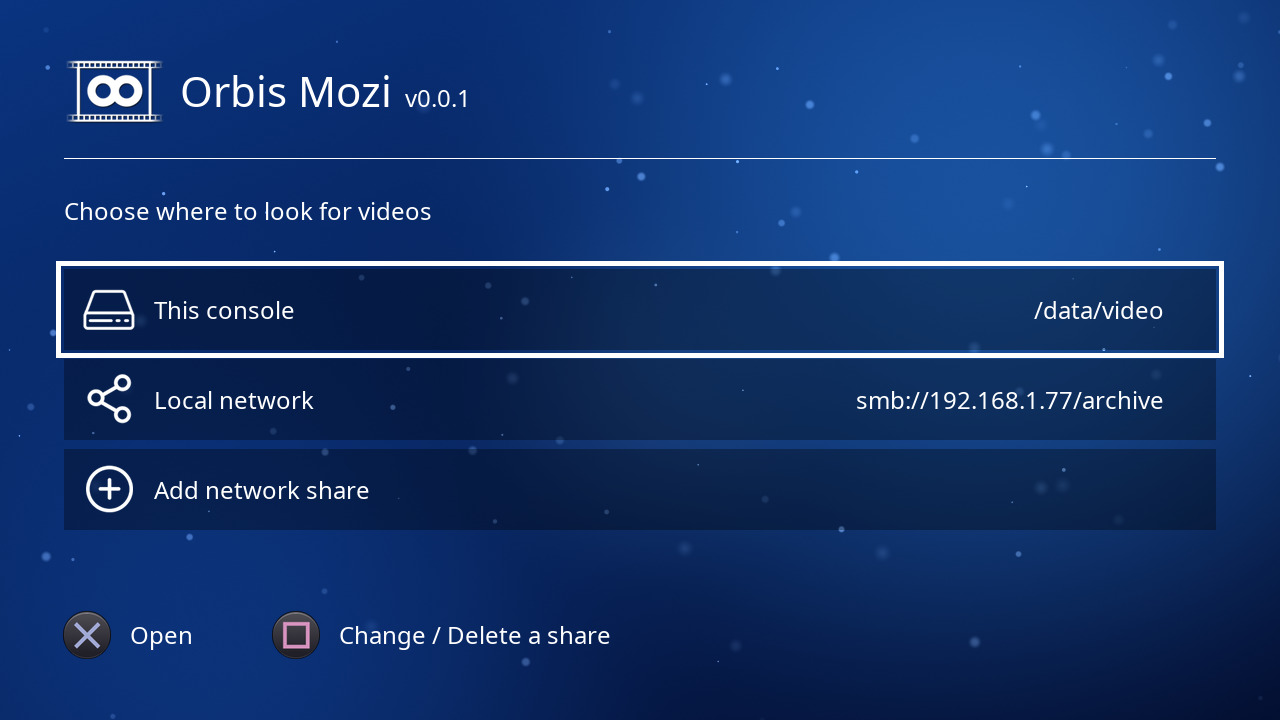 Orbis Mozi v0.0.1
Choose where to look for videos
This console /data/video
Local network smb://192.168.1.77/archive
Add network share
Open Change / Delete a share